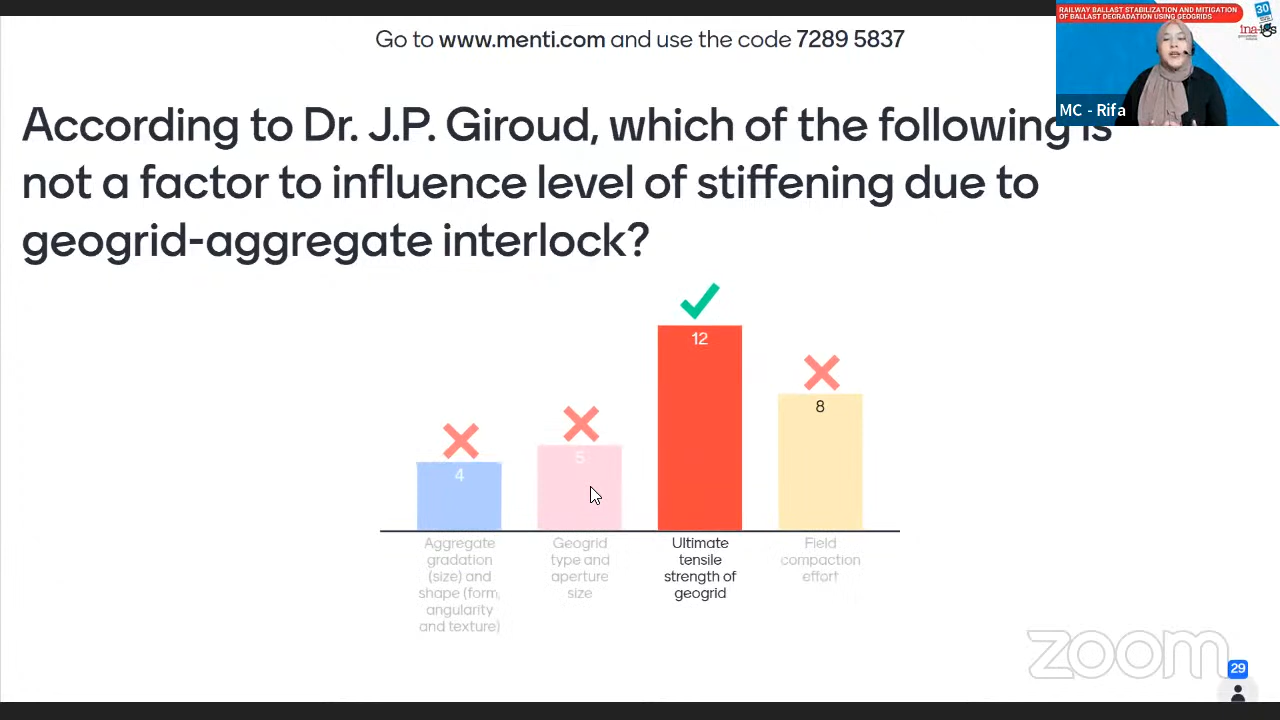 Go to www.menti.com and use the code 7289 5837
RAILWAY BALLAST STABILIZATION AND MITIGATION
OF BALLAST DEGRADATION USING GEOGRIDS
30
MC - Rifa
According to Dr. J.P. Giroud, which of the following is
not a factor to influence level of stiffening due to
geogrid-aggregate interlock?
4
5
12
8
Aggregate
gradation
(size) and
shape (form,
angularity
and texture)
Geogrid
type and
aperture
size
Ultimate
tensile
strength of
geogrid
Field
compaction
effort
zoom
29